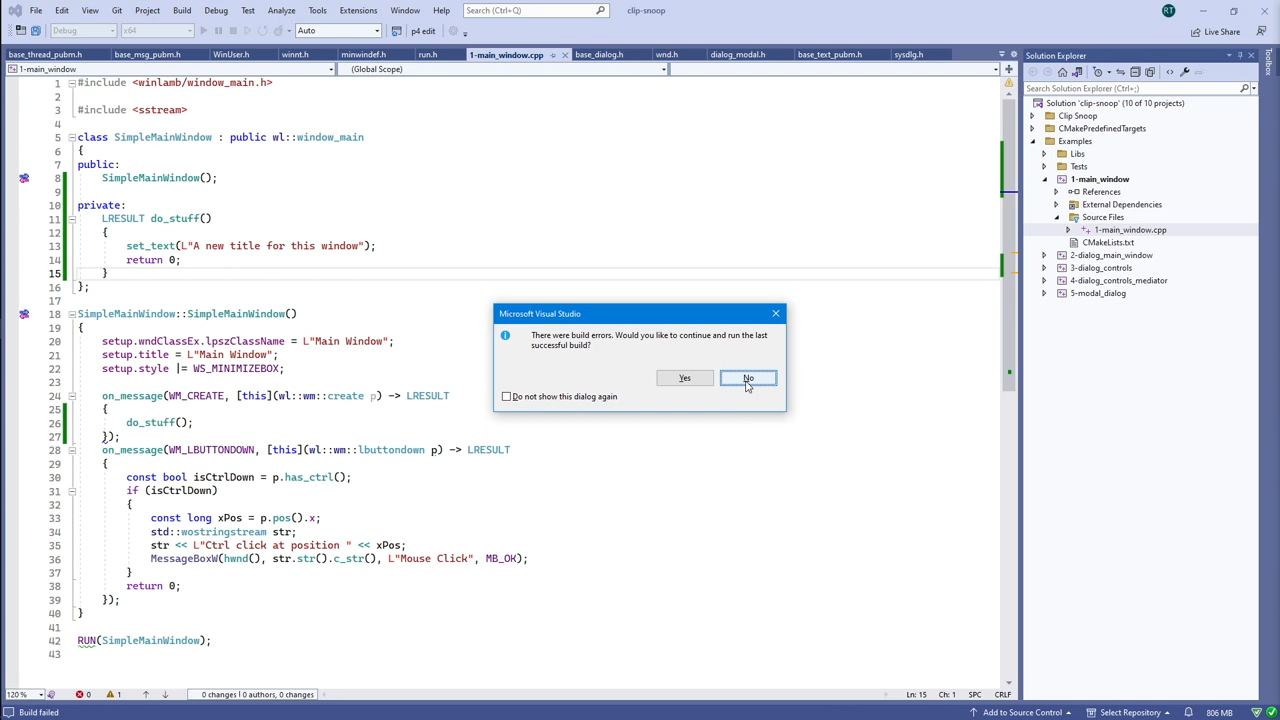 File Edit View Git Project Build Debug Test Analyze Tools Extensions Window Help Search (Ctrl+Q) clip-snoop RT
Debug x64 Auto p4 edit Live Share
base_thread_pubm.h base_msg_pubm.h WinUser.h winnt.h minwindef.h run.h 1-main_window.cpp base_dialog.h wnd.h dialog_modal.h base_text_pubm.h sysdlg.h
1-main_window (Global Scope)
1 #include <winlamb/window_main.h>
2
3 #include <sstream>
4
5 class SimpleMainWindow : public wl::window_main
6 {
7 public:
8 SimpleMainWindow();
9
10 private:
11 LRESULT do_stuff()
12 {
13 set_text(L"A new title for this window");
14 return 0;
15 }
16 };
17
18 SimpleMainWindow::SimpleMainWindow()
19 {
20 setup.wndClassEx.lpszClassName = L"Main Window";
21 setup.title = L"Main Window";
22 setup.style |= WS_MINIMIZEBOX;
23
24 on_message(WM_CREATE, [this](wl::wm::create p) -> LRESULT
25 {
26 do_stuff();
27 });
28 on_message(WM_LBUTTONDOWN, [this](wl::wm::lbuttondown p) -> LRESULT
29 {
30 const bool isCtrlDown = p.has_ctrl();
31 if (isCtrlDown)
32 {
33 const long xPos = p.pos().x;
34 std::wostringstream str;
35 str << L"Ctrl click at position " << xPos;
36 MessageBoxW(hwnd(), str.str().c_str(), L"Mouse Click", MB_OK);
37 }
38 return 0;
39 });
40 }
41
42 RUN(SimpleMainWindow);
43
Microsoft Visual Studio
There were build errors. Would you like to continue and run the last
successful build?
Yes No
Do not show this dialog again
Solution Explorer
Search Solution Explorer (Ctrl+;)
Solution 'clip-snoop' (10 of 10 projects)
Clip Snoop
CMakePredefinedTargets
Examples
Libs
Tests
1-main_window
References
External Dependencies
Source Files
1-main_window.cpp
CMakeLists.txt
2-dialog_main_window
3-dialog_controls
4-dialog_controls_mediator
5-modal_dialog
Toolbox
120 % 0 1 0 changes | 0 authors, 0 changes Ln: 15 Ch: 1 SPC CRLF
Build failed Add to Source Control Select Repository 806 MB